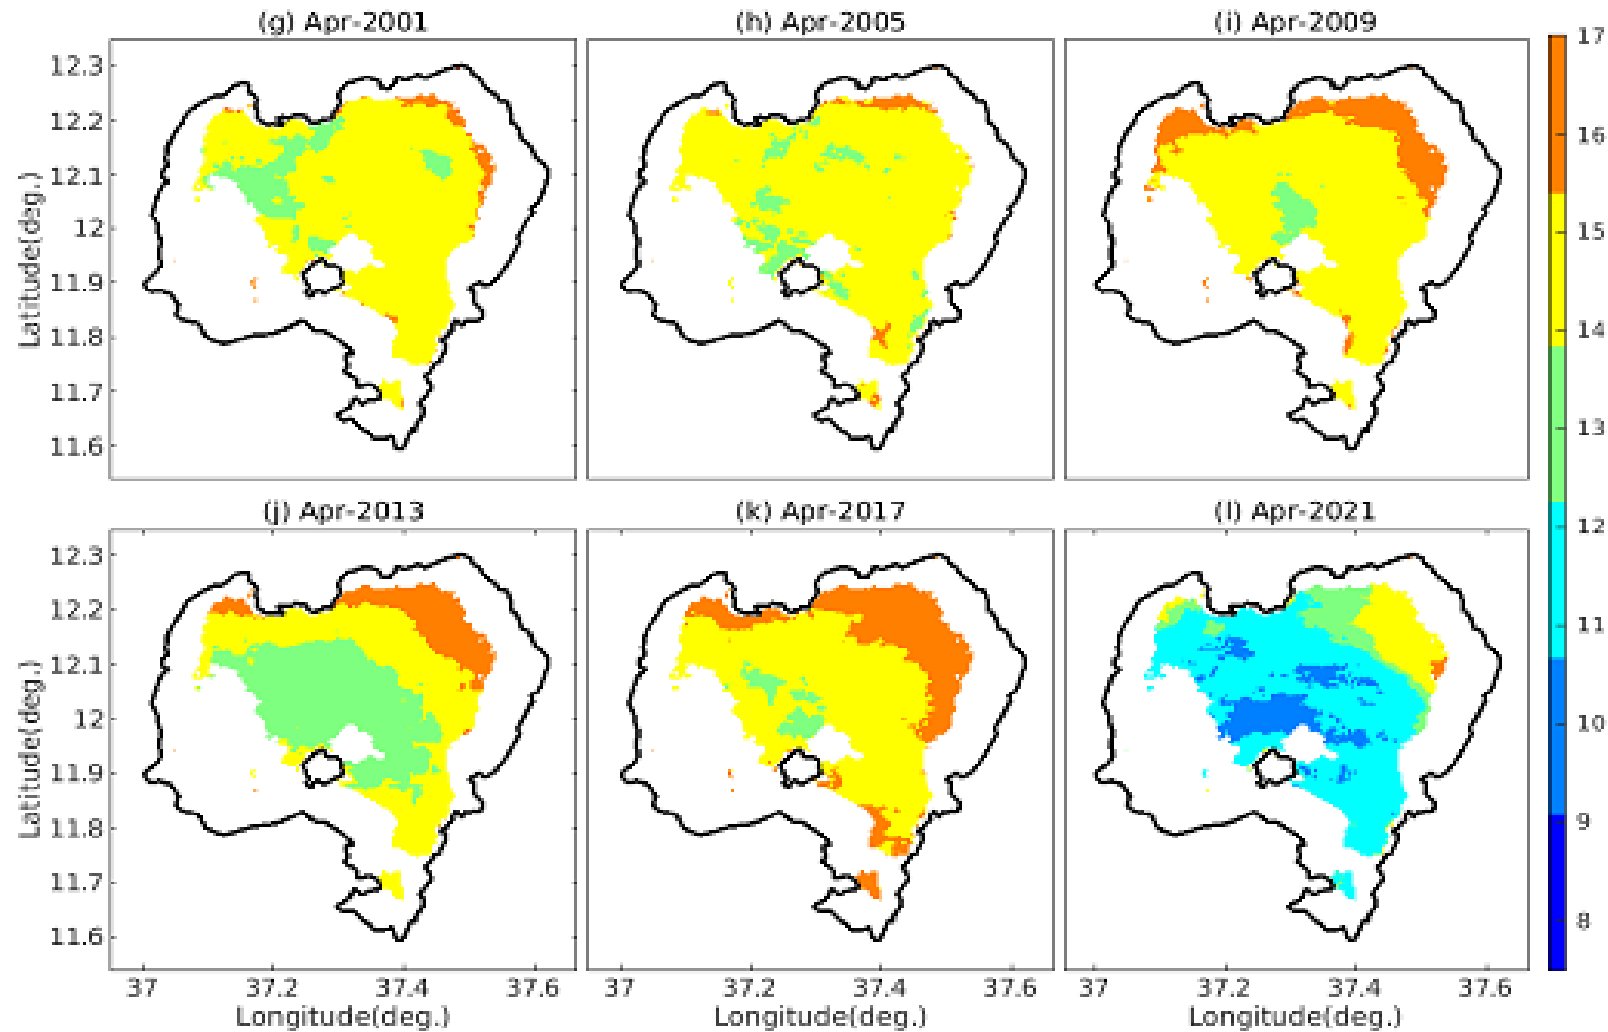 (g) Apr-2001
(h) Apr-2005
(i) Apr-2009
12.3
12.2
12.1
12
11.9
11.8
11.7
11.6
Latitude(deg.)
(j) Apr-2013
(k) Apr-2017
(l) Apr-2021
12.3
12.2
12.1
12
11.9
11.8
11.7
11.6
Latitude(deg.)
37 37.2 37.4 37.6
37 37.2 37.4 37.6
37 37.2 37.4 37.6
Longitude(deg.)
Longitude(deg.)
Longitude(deg.)
17
16
15
14
13
12
11
10
9
8